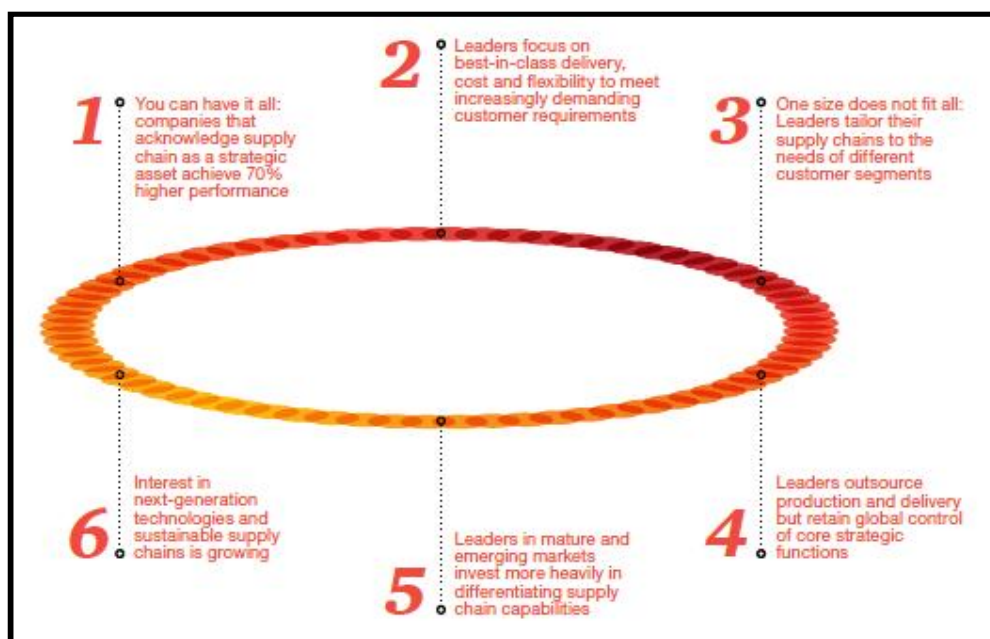 1
You can have it all:
companies that
acknowledge supply
chain as a strategic
asset achieve 70%
higher performance
2
Leaders focus on
best-in-class delivery,
cost and flexibility to meet
increasingly demanding
customer requirements
3
One size does not fit all:
Leaders tailor their
supply chains to the
needs of different
customer segments
4
Leaders outsource
production and delivery
but retain global control
of core strategic
functions
5
Leaders in mature and
emerging markets
invest more heavily in
differentiating supply
chain capabilities
6
Interest in
next-generation
technologies and
sustainable supply
chains is growing